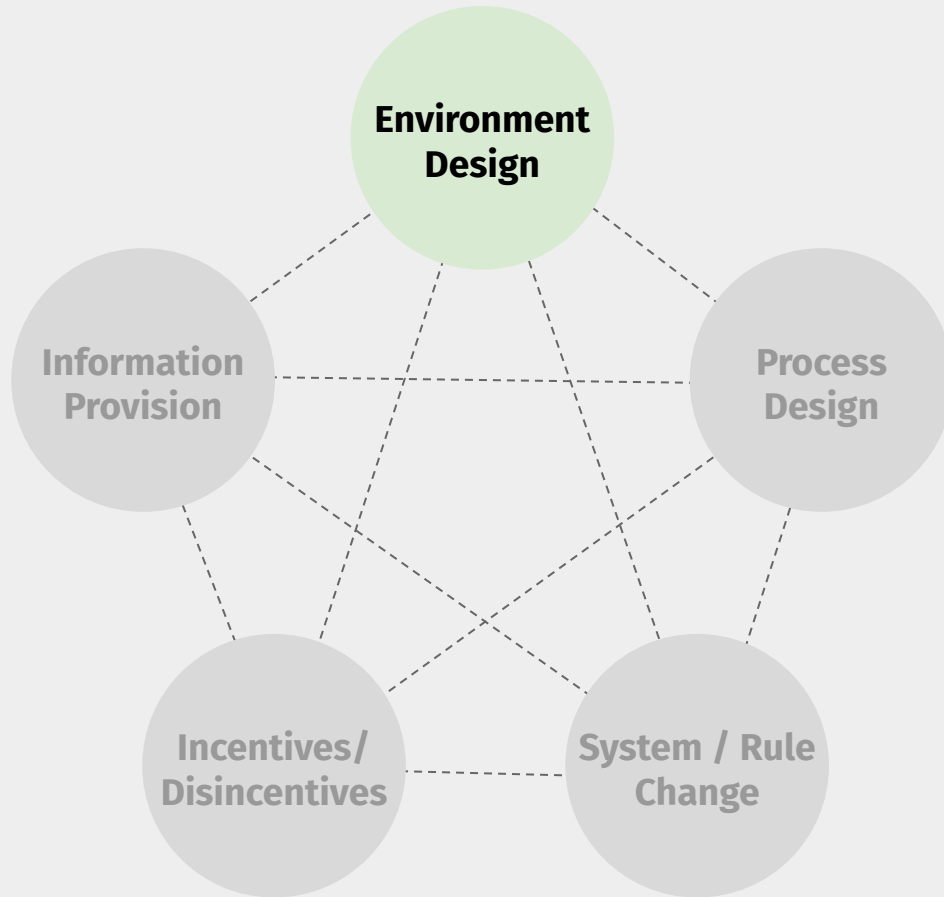 Environment
Design
Information
Provision
Process
Design
Incentives/
Disincentives
System / Rule
Change